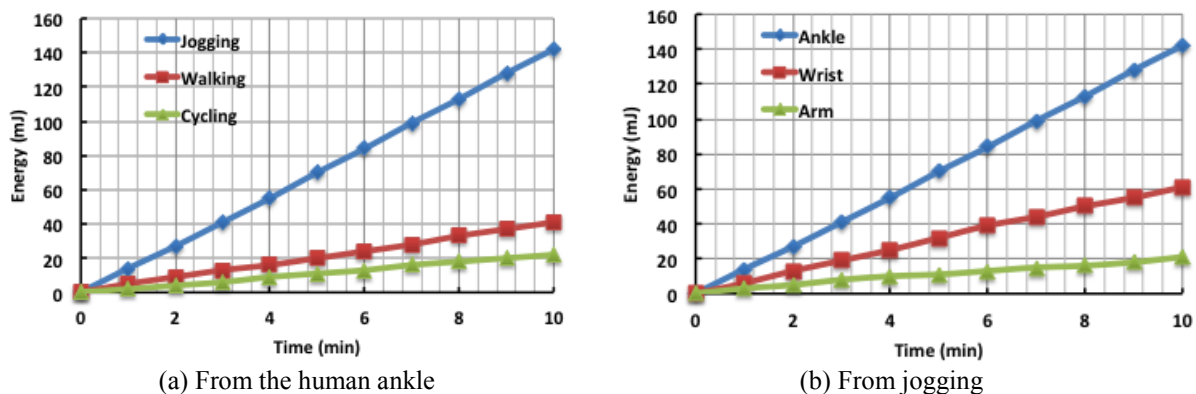 160
140
120
100
80
60
40
20
0
Energy (mJ)
Jogging
Walking
Cycling
0 2 4 6 8 10
Time (min)
(a) From the human ankle
160
140
120
100
80
60
40
20
0
Energy (mJ)
Ankle
Wrist
Arm
0 2 4 6 8 10
Time (min)
(b) From jogging